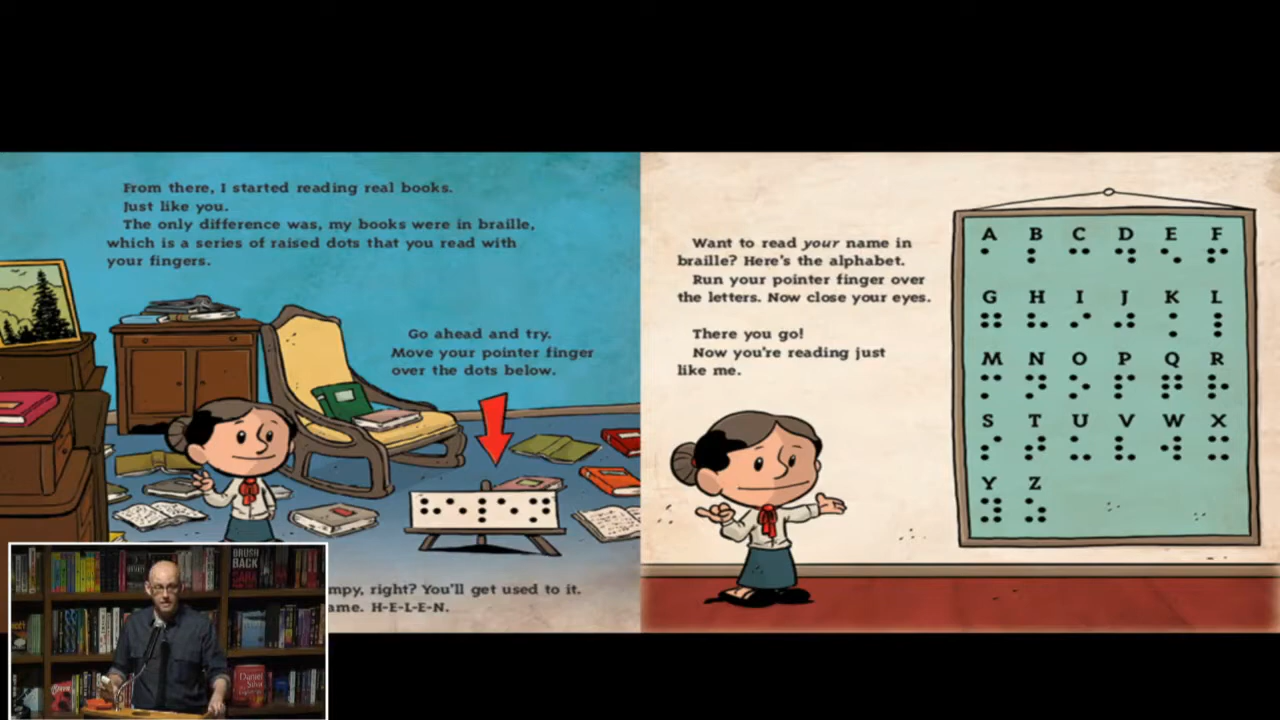 From there, I started reading real books.
Just like you.
The only difference was, my books were in braille,
which is a series of raised dots that you read with
your fingers.
Go ahead and try.
Move your pointer finger
over the dots below.
mpy, right? You'll get used to it.
ame. H-E-L-E-N.
Want to read your name in
braille? Here's the alphabet.
Run your pointer finger over
the letters. Now close your eyes.
There you go!
Now you're reading just
like me.
A B C D E F
G H I J K L
M N O P Q R
S T U V W X
Y Z
BRUSH
BACK
Daniel
Silva